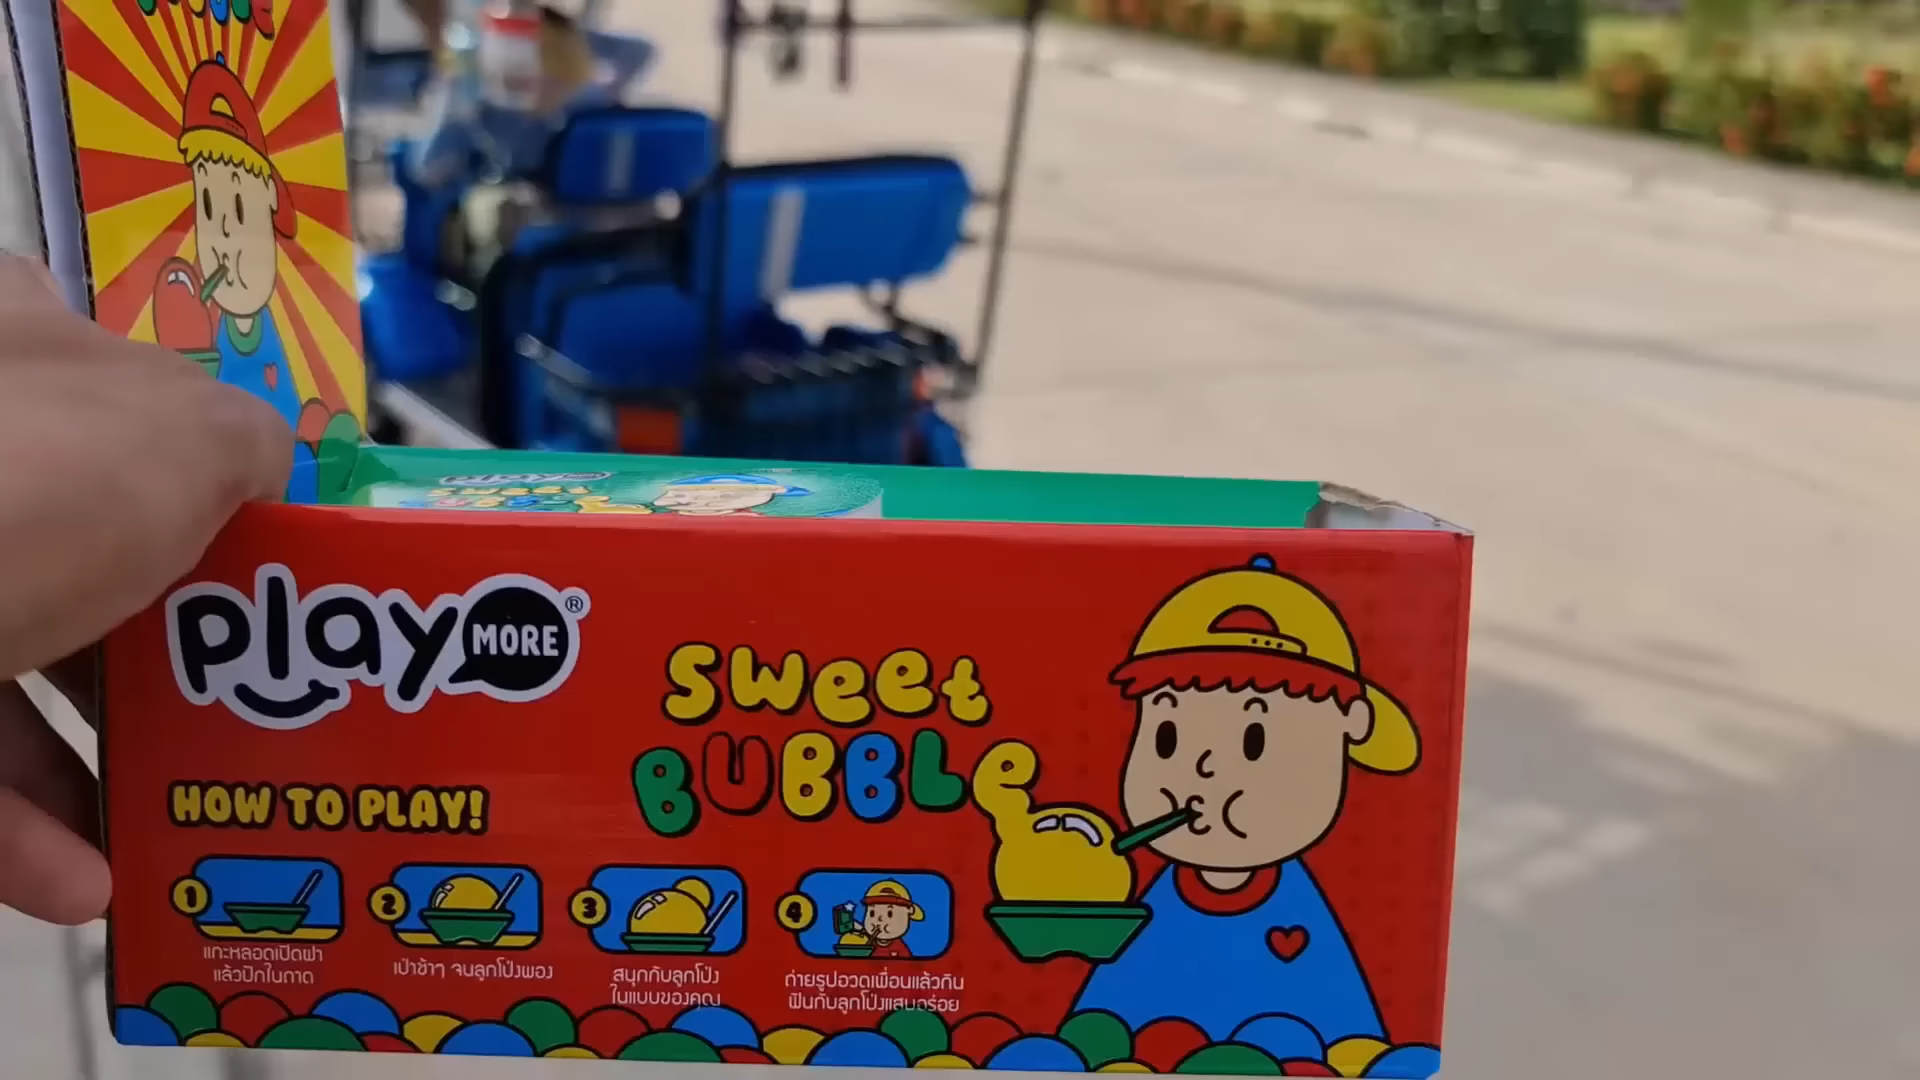 playmore
sweet
play MORE ®
sweet
BUBBLe
HOW TO PLAY!
1
2
3
4
แกะหลอดเปิดฝา
แล้วปักในถาด
เป่าช้าๆ จนลูกโป่งพอง
สนุกกับลูกโป่ง
ในแบบของคุณ
ถ่ายรูปอวดเพื่อนแล้วกิน
ฟินกับลูกโป่งแสนอร่อย